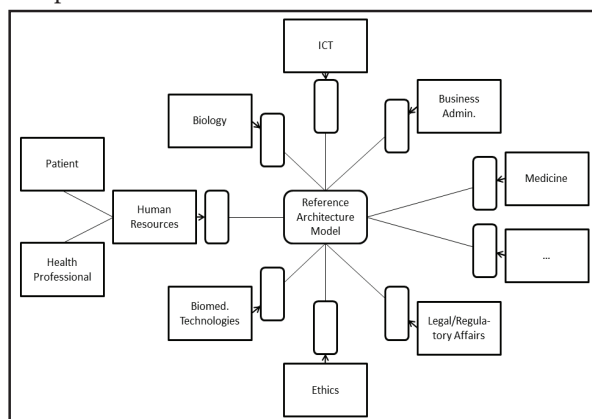 ICT
Business
Admin.
Biology
Patient
Medicine
Human
Resources
Reference
Architecture
Model
Health
Professional
...
Biomed.
Technologies
Legal/Regula-
tory Affairs
Ethics